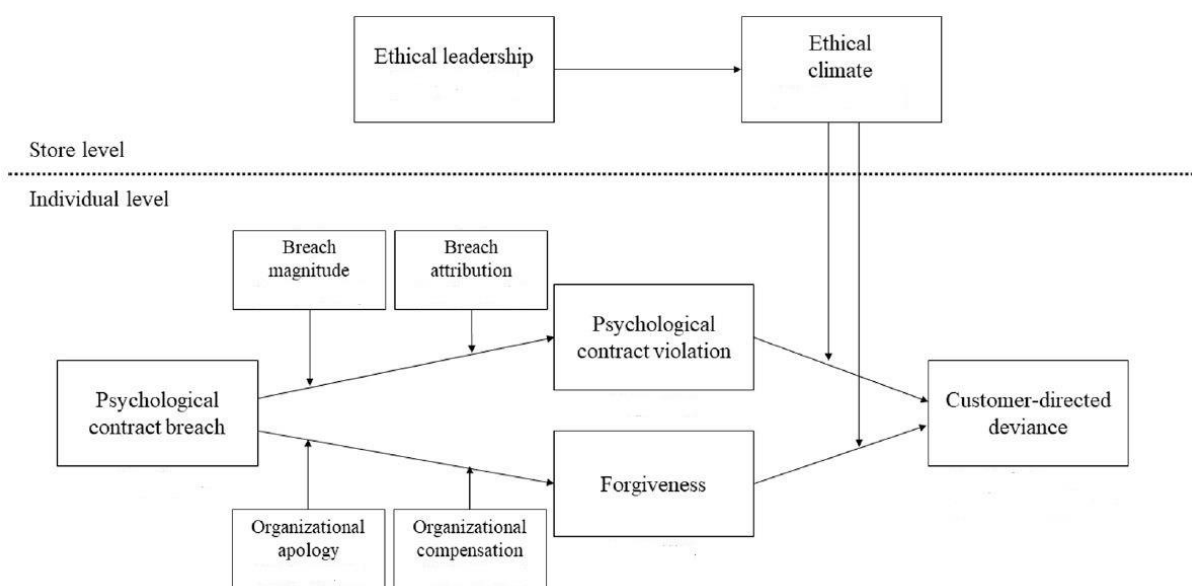 Ethical leadership
Ethical
climate
Store level
Individual level
Breach
magnitude
Breach
attribution
Psychological
contract violation
Psychological
contract breach
Customer-directed
deviance
Forgiveness
Organizational
apology
Organizational
compensation